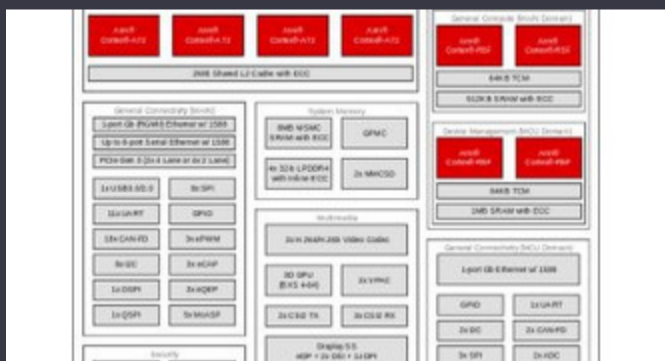 Arm®
Cortex®-A72
Arm®
Cortex®-A72
Arm®
Cortex®-A72
Arm®
Cortex®-A72
2MB Shared L2 Cache with ECC
General Connectivity (MAIN)
1-port Gb (RGMII) Ethernet w/ 1588
Up to 8-port Serial Ethernet w/ 1588
PCIe Gen 3 (2x 4 Lane or 4x 2 Lane)
1x USB3.0/2.0
8x SPI
11x UART
GPIO
18x CAN-FD
3x ePWM
3x eCAP
1x OSPI
3x eQEP
1x QSPI
5x McASP
Security
System Memory
8MB MSMC
SRAM w/ ECC
GPMC
4x 32-b LPDDR4
with Inline ECC
2x MMCSD
Multimedia
2x H.264/H.265 Video Codec
3D GPU
(BXS 4-64)
2x VPAC
2x CSI2 TX
3x CSI2 RX
Display SS
eDP + 2x DSI + 1x DPI
General Compute (MAIN Domain)
Arm®
Cortex®-R5F
Arm®
Cortex®-R5F
64KB TCM
512KB SRAM w/ ECC
Device Management (MCU Domain)
Arm®
Cortex®-R5F
Arm®
Cortex®-R5F
64KB TCM
1MB SRAM w/ ECC
General Connectivity (MCU Domain)
1-port Gb Ethernet w/ 1588
GPIO
1x UART
2x CAN-FD
3x SPI
2x ADC